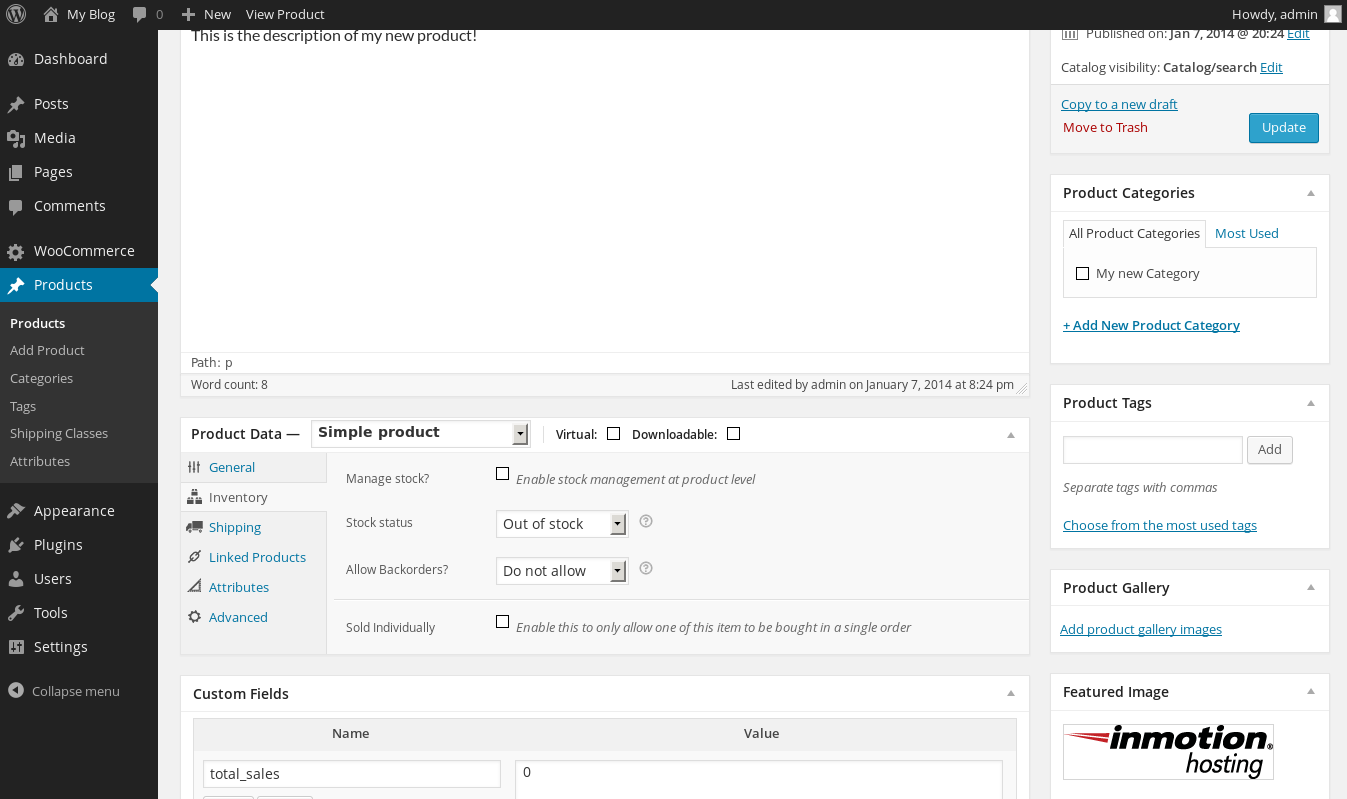 My Blog 0 New View Product Howdy, admin
Dashboard
Posts
Media
Pages
Comments
WooCommerce
Products
Products
Add Product
Categories
Tags
Shipping Classes
Attributes
Appearance
Plugins
Users
Tools
Settings
Collapse menu
This is the description of my new product!
Path: p
Word count: 8 Last edited by admin on January 7, 2014 at 8:24 pm
Product Data — Simple product Virtual: Downloadable:
General
Inventory
Shipping
Linked Products
Attributes
Advanced
Manage stock? Enable stock management at product level
Stock status Out of stock
Allow Backorders? Do not allow
Sold Individually Enable this to only allow one of this item to be bought in a single order
Custom Fields
Name Value
total_sales 0
Published on: Jan 7, 2014 @ 20:24 Edit
Catalog visibility: Catalog/search Edit
Copy to a new draft
Move to Trash Update
Product Categories
All Product Categories Most Used
My new Category
+ Add New Product Category
Product Tags
Add
Separate tags with commas
Choose from the most used tags
Product Gallery
Add product gallery images
Featured Image
inmotion®
hosting